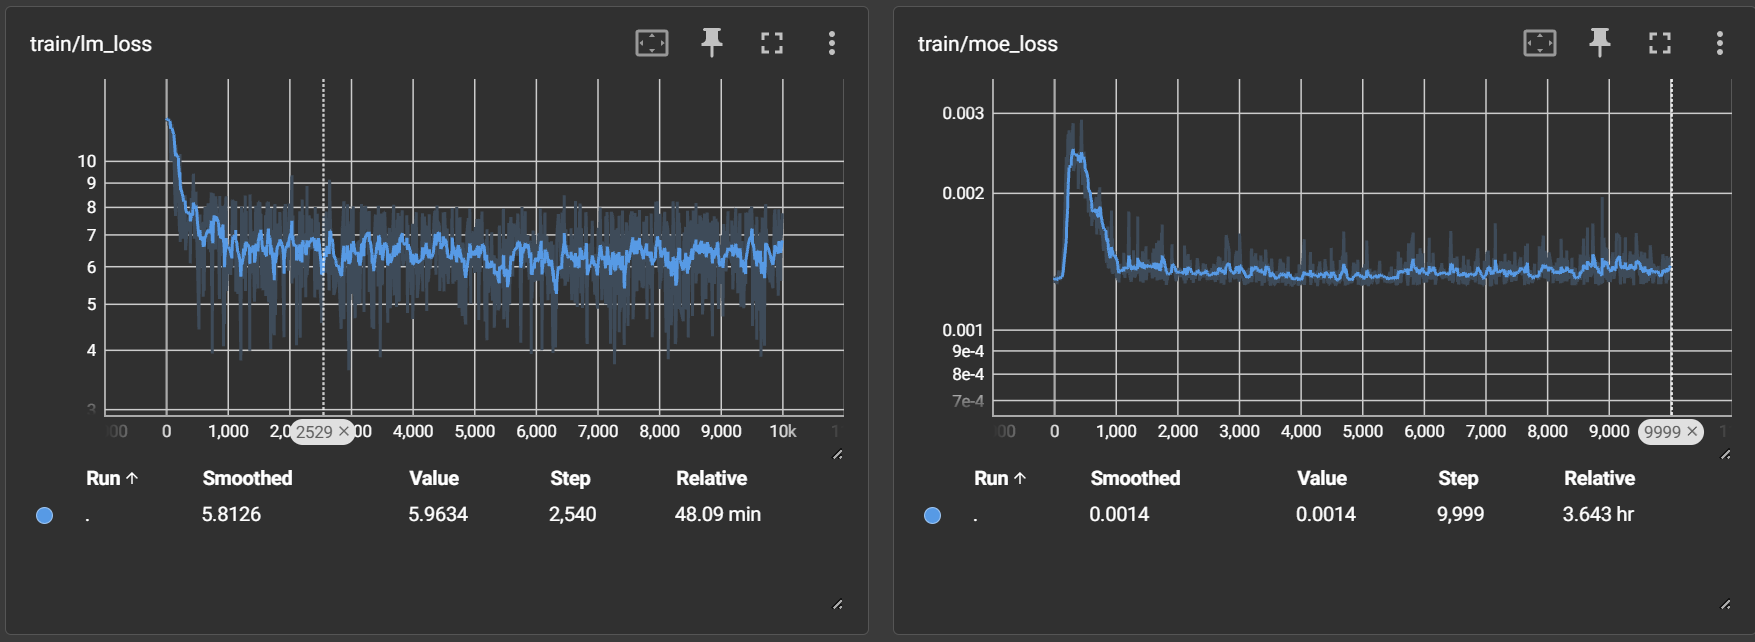 train/lm_loss
10
9
8
7
6
5
4
3
00 0 1,000 2,0 2529 × 00 4,000 5,000 6,000 7,000 8,000 9,000 10k 1
Run ↑ Smoothed Value Step Relative
. 5.8126 5.9634 2,540 48.09 min
train/moe_loss
0.003
0.002
0.001
9e-4
8e-4
7e-4
00 0 1,000 2,000 3,000 4,000 5,000 6,000 7,000 8,000 9,000 9999 × 1
Run ↑ Smoothed Value Step Relative
. 0.0014 0.0014 9,999 3.643 hr